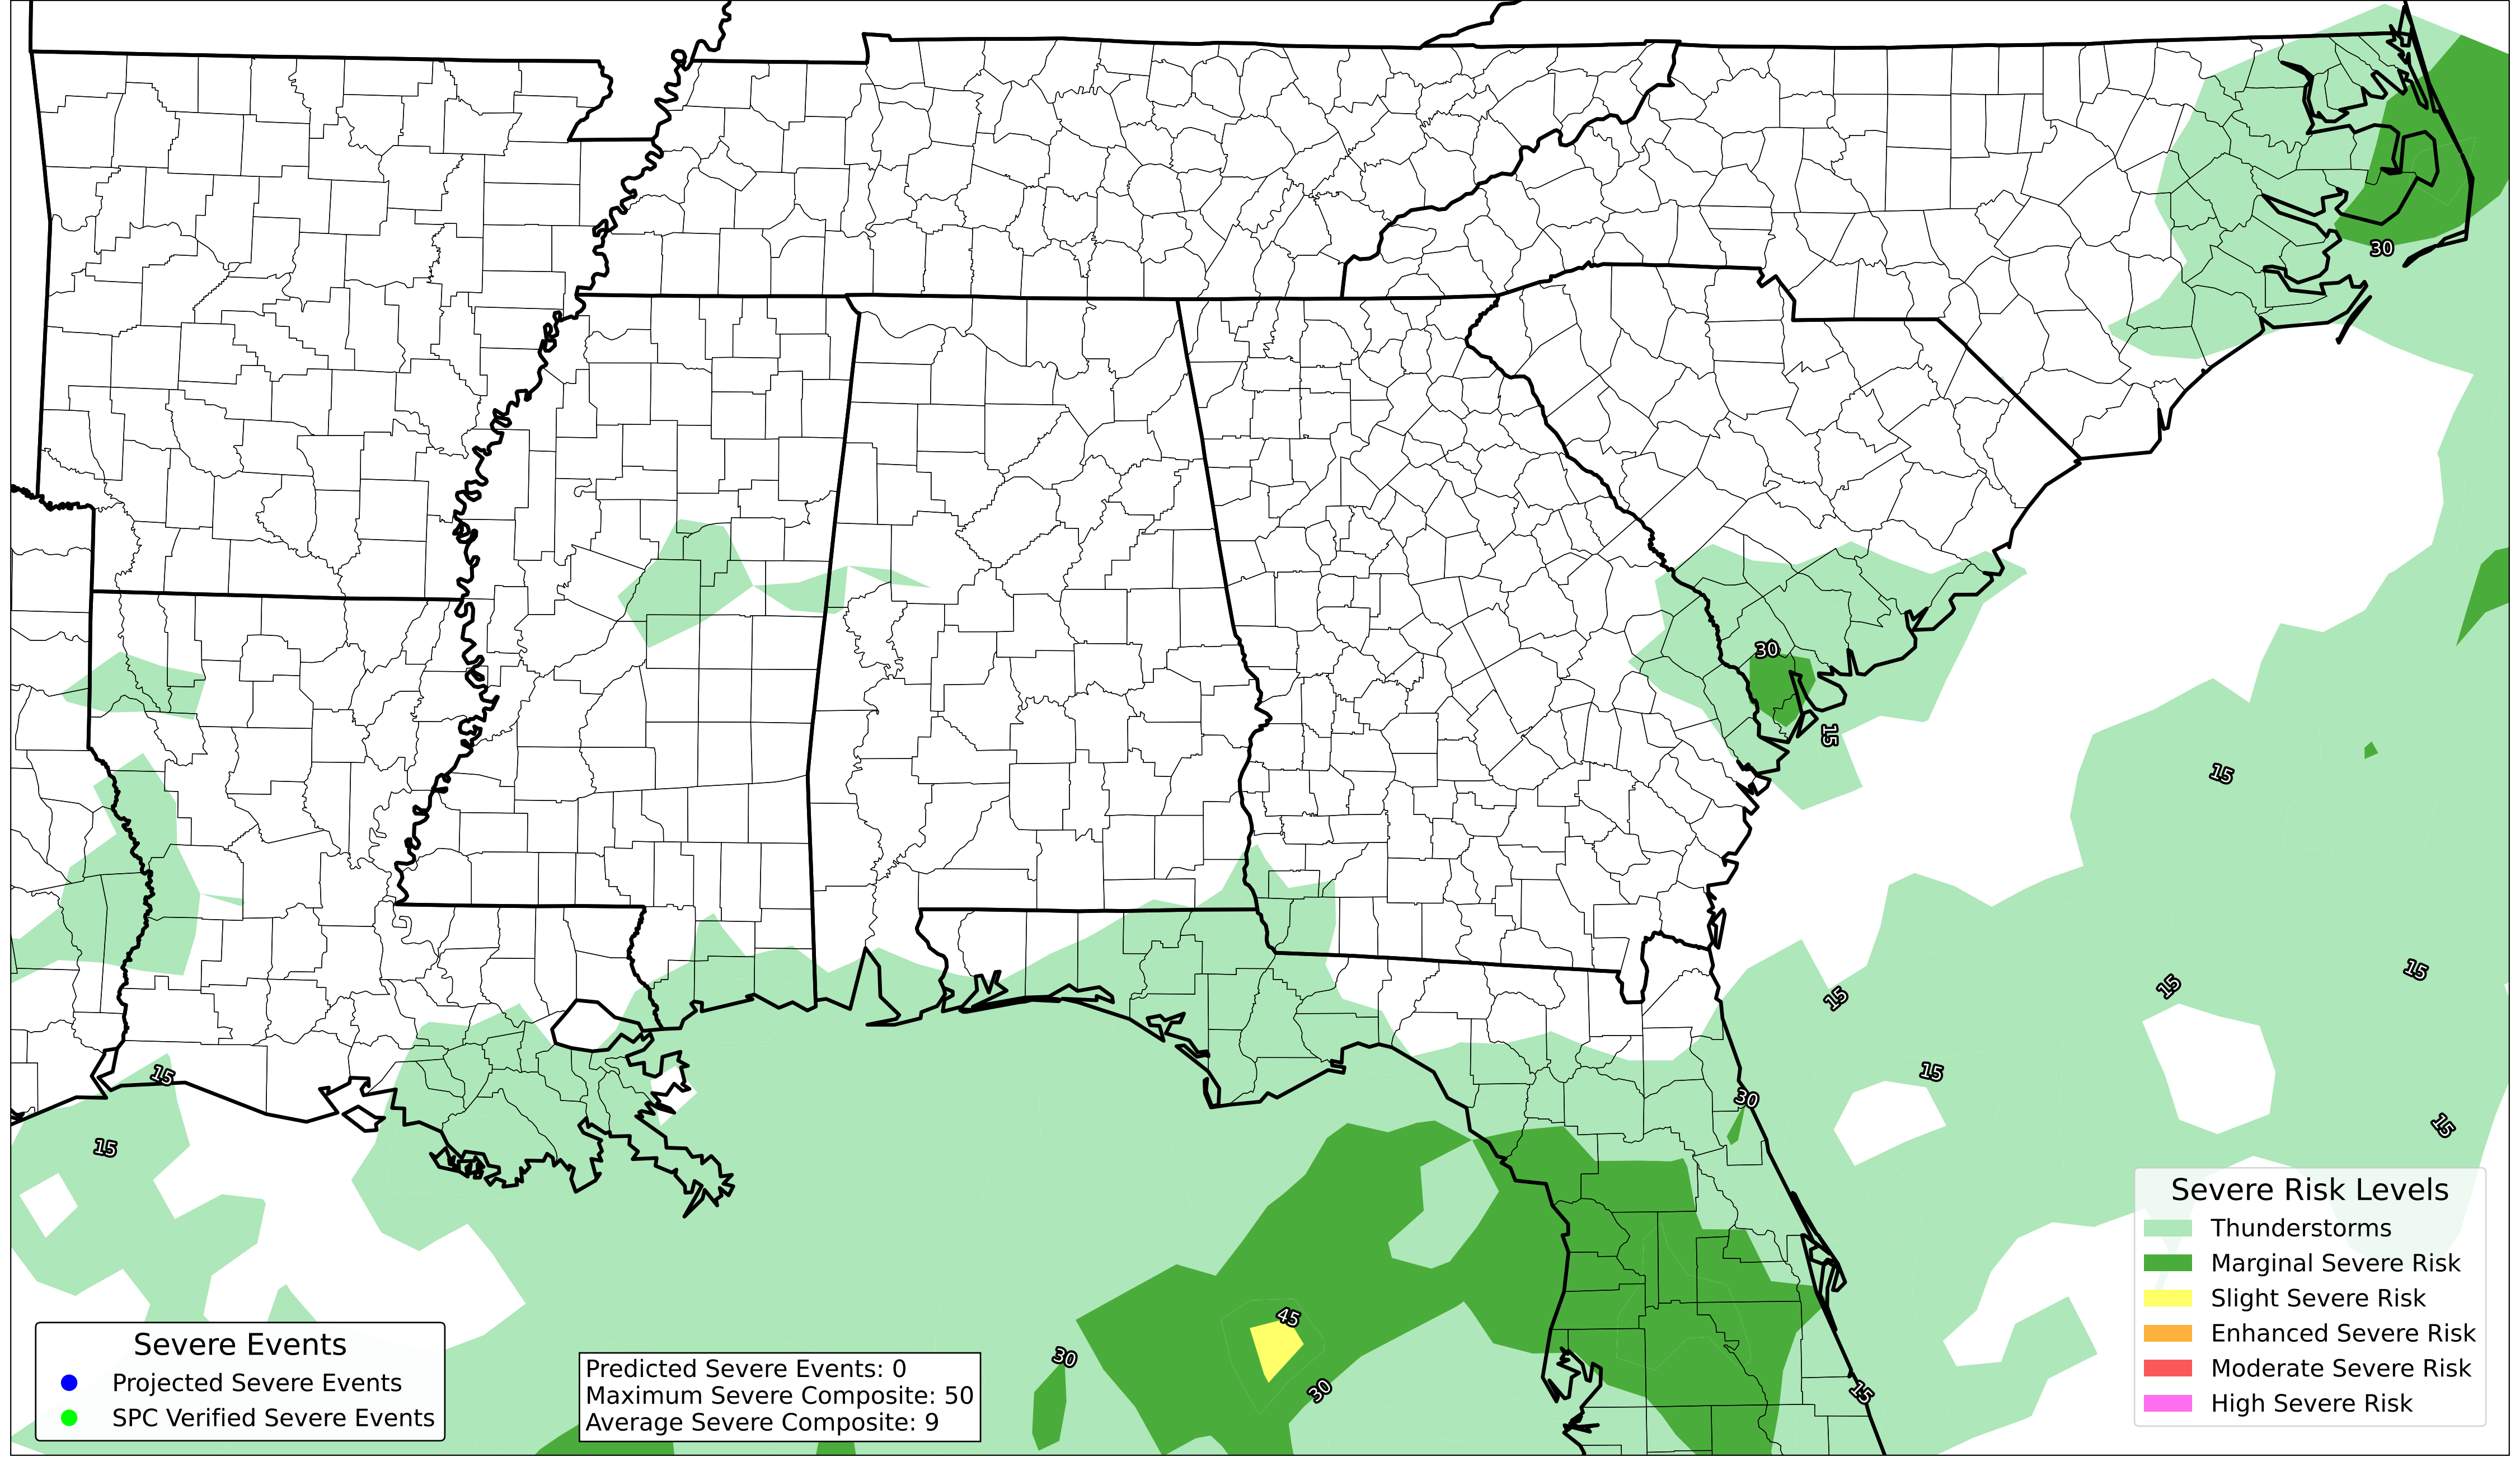 30
30
15
15
15
15
15
15
15
15
30
15
45
30
30
15
Severe Risk Levels
Thunderstorms
Marginal Severe Risk
Slight Severe Risk
Enhanced Severe Risk
Moderate Severe Risk
High Severe Risk
Severe Events
Projected Severe Events
SPC Verified Severe Events
Predicted Severe Events: 0
Maximum Severe Composite: 50
Average Severe Composite: 9